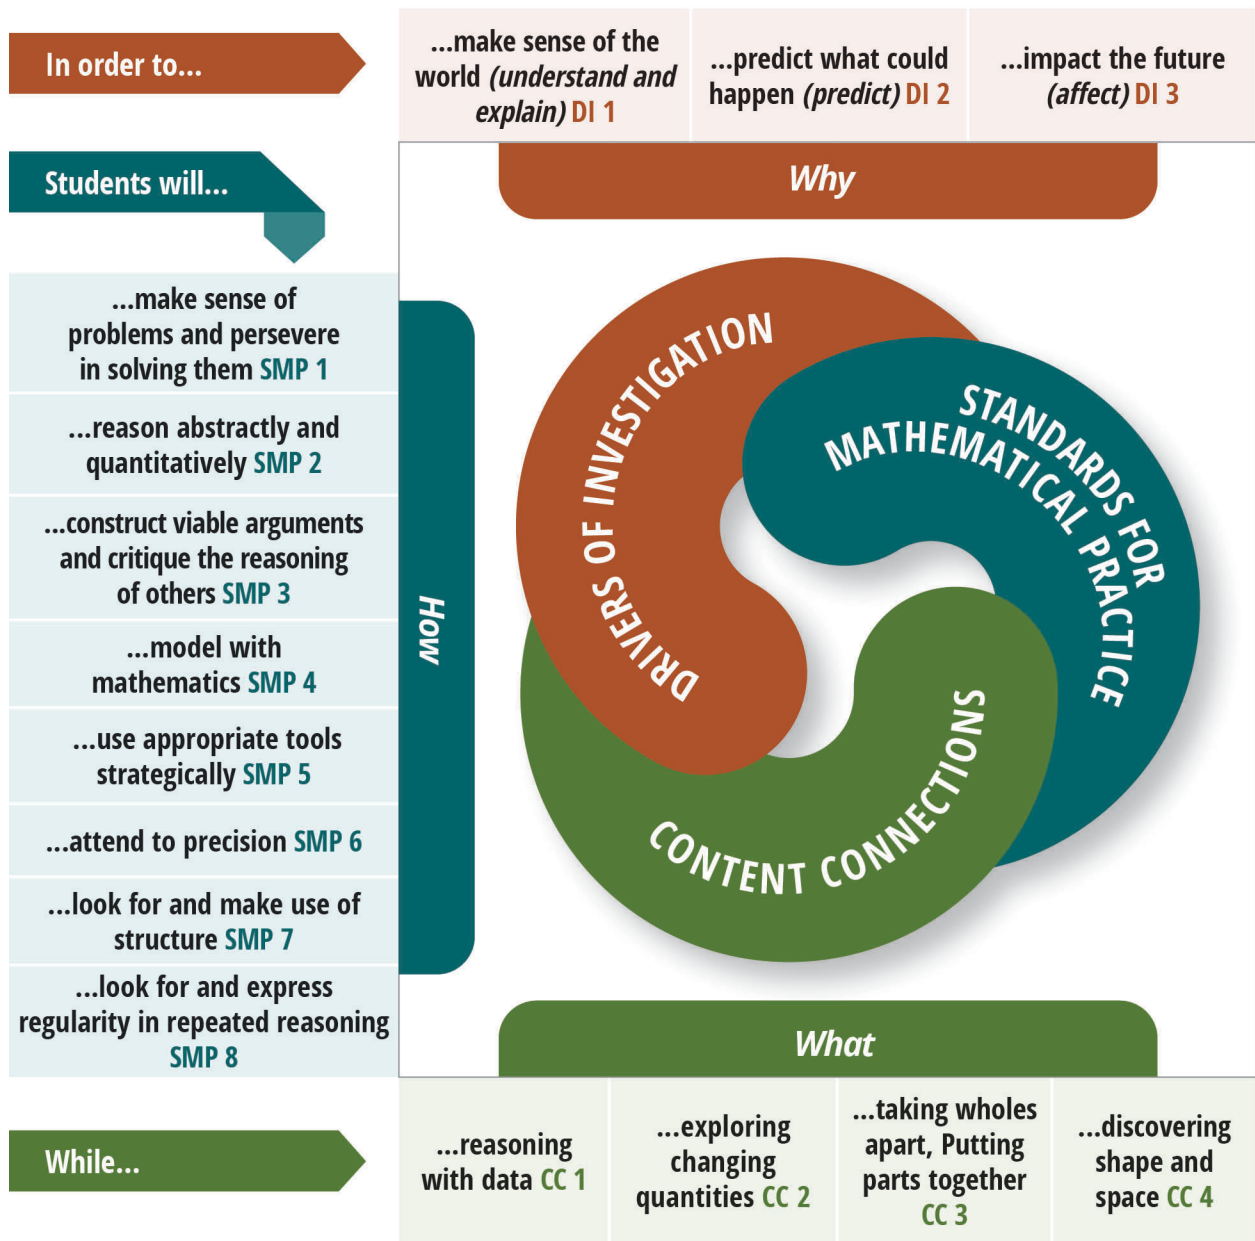 In order to...
...make sense of the
world (understand and
explain) DI 1
...predict what could
happen (predict) DI 2
...impact the future
(affect) DI 3
Students will...
Why
...make sense of
problems and persevere
in solving them SMP 1
...reason abstractly and
quantitatively SMP 2
...construct viable arguments
and critique the reasoning
of others SMP 3
...model with
mathematics SMP 4
...use appropriate tools
strategically SMP 5
...attend to precision SMP 6
...look for and make use of
structure SMP 7
...look for and express
regularity in repeated reasoning
SMP 8
How
DRIVERS OF INVESTIGATION
STANDARDS FOR
MATHEMATICAL PRACTICE
CONTENT CONNECTIONS
What
While...
...reasoning
with data CC 1
...exploring
changing
quantities CC 2
...taking wholes
apart, Putting
parts together
CC 3
...discovering
shape and
space CC 4